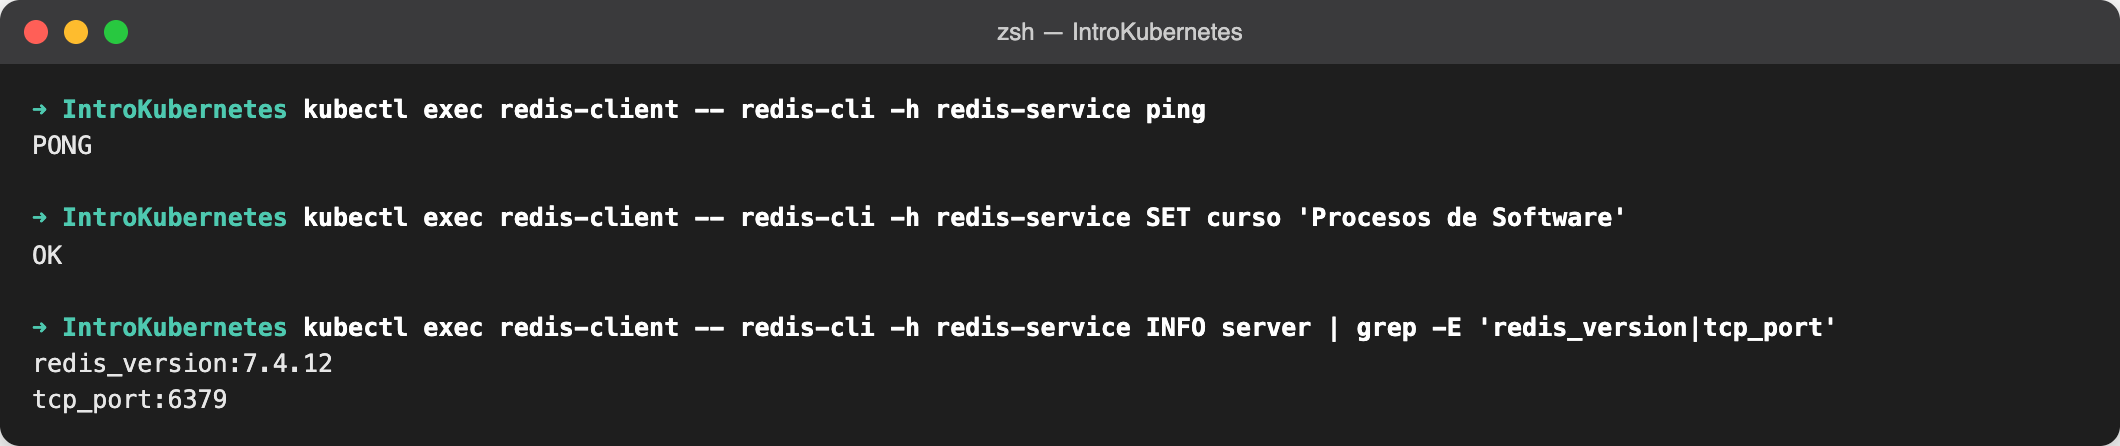 zsh — IntroKubernetes
→ IntroKubernetes kubectl exec redis-client -- redis-cli -h redis-service ping
PONG
→ IntroKubernetes kubectl exec redis-client -- redis-cli -h redis-service SET curso 'Procesos de Software'
OK
→ IntroKubernetes kubectl exec redis-client -- redis-cli -h redis-service INFO server | grep -E 'redis_version|tcp_port'
redis_version:7.4.12
tcp_port:6379